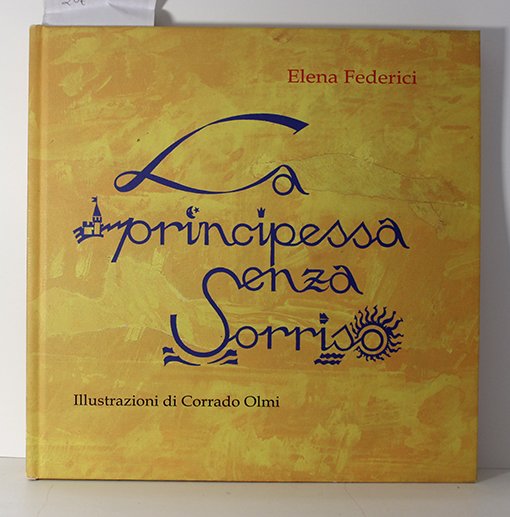 Elena Federici
La
principessa
senza
Sorriso
Illustrazioni di Corrado Olmi